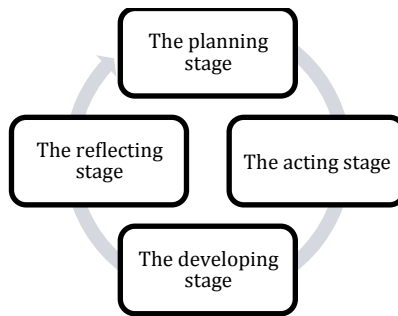 The planning
stage
The reflecting
stage
The acting stage
The developing
stage